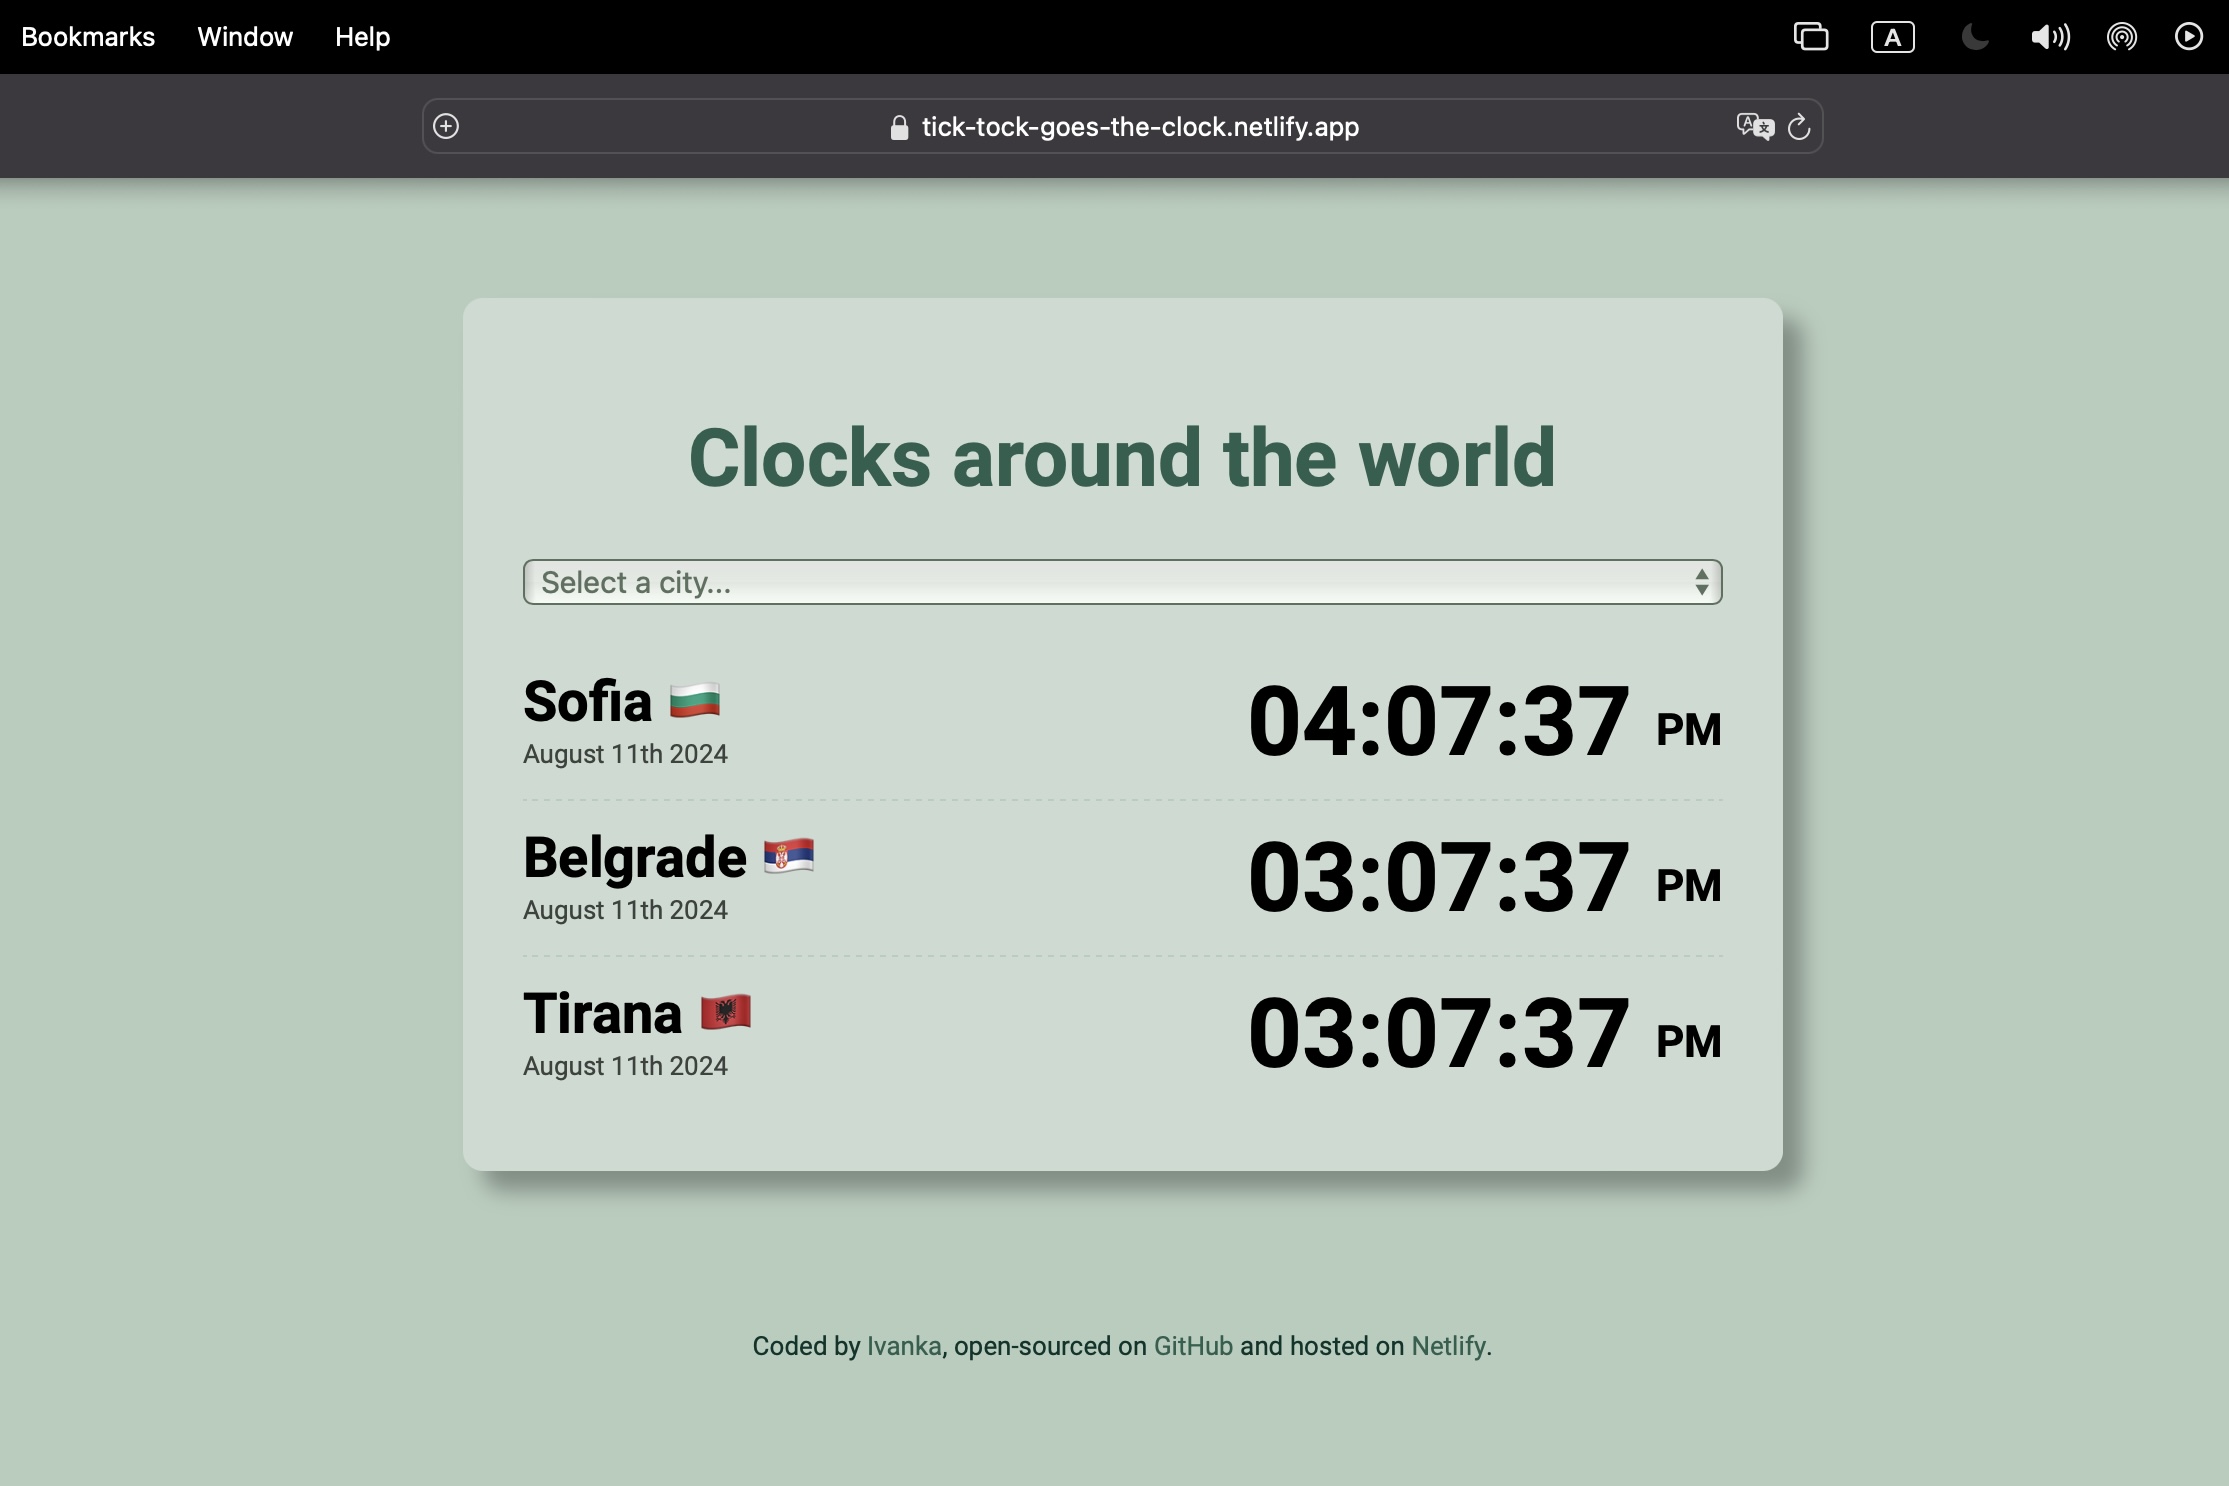 Bookmarks Window Help A
tick-tock-goes-the-clock.netlify.app
Clocks around the world
Select a city...
Sofia 04:07:37 PM
August 11th 2024
Belgrade 03:07:37 PM
August 11th 2024
Tirana 03:07:37 PM
August 11th 2024
Coded by Ivanka, open-sourced on GitHub and hosted on Netlify.